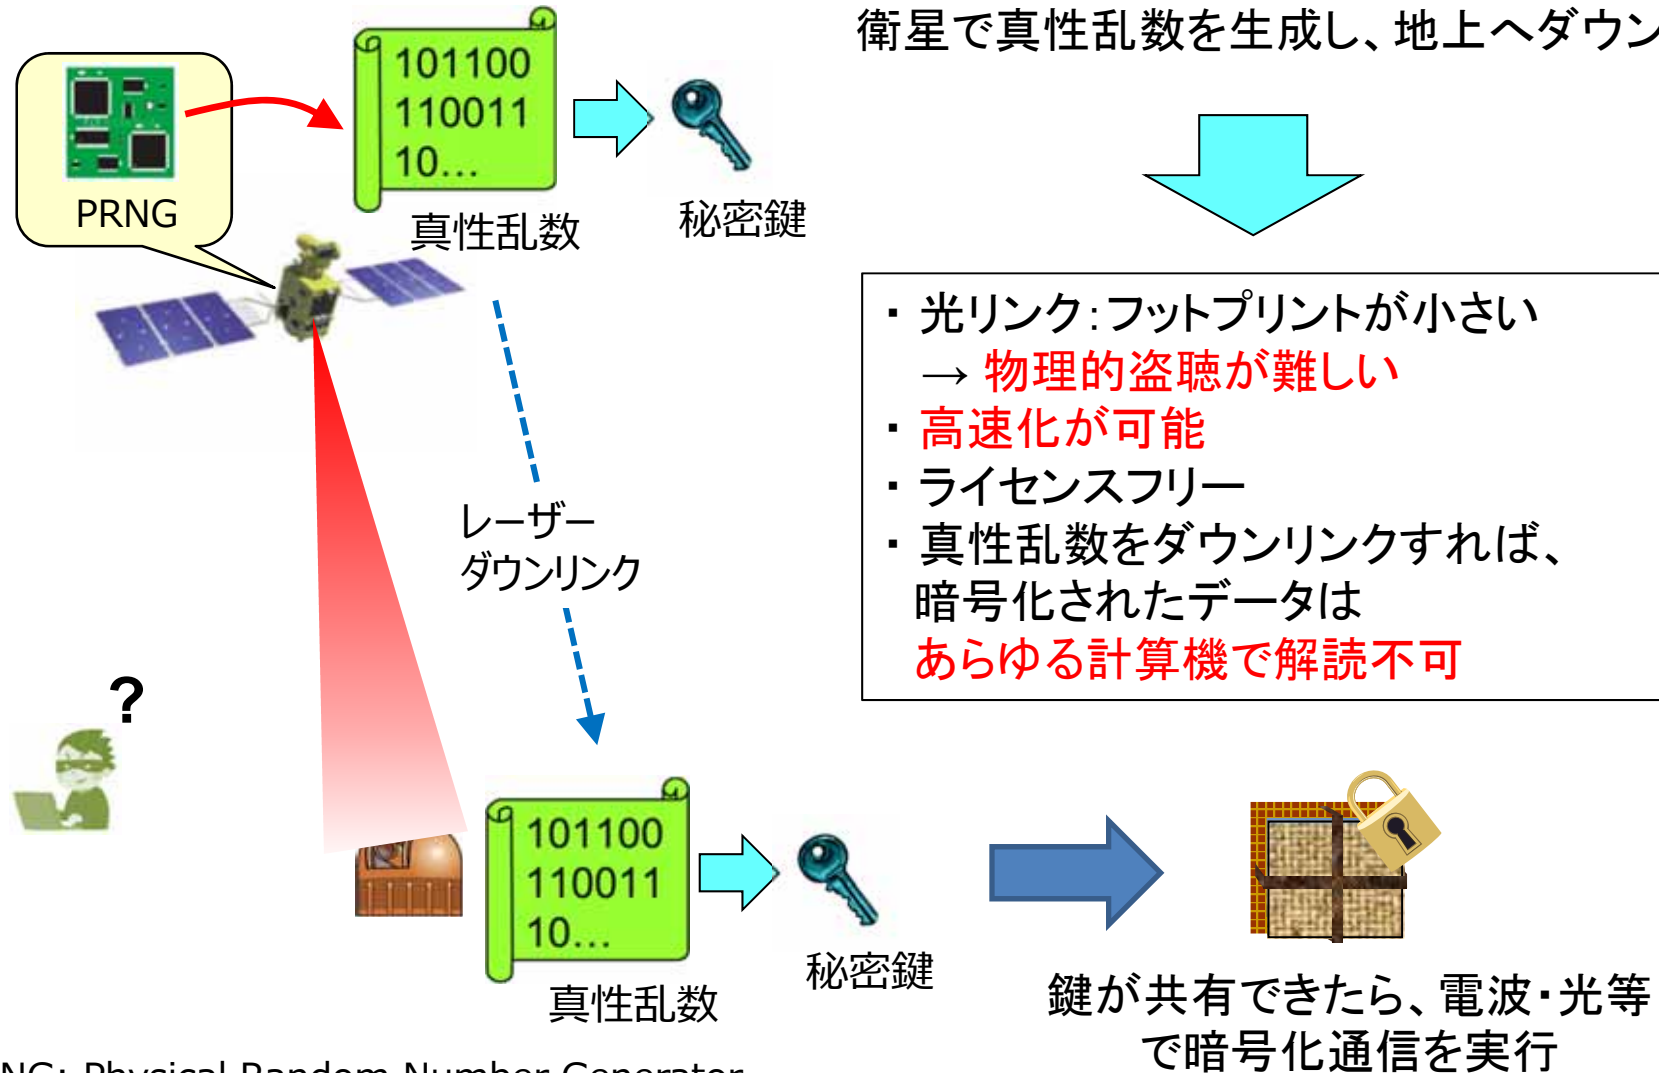 衛星で真性乱数を生成し、地上へダウン
101100
110011
10...
PRNG
真性乱数
秘密鍵
・光リンク：フットプリントが小さい
→ 物理的盗聴が難しい
・高速化が可能
・ライセンスフリー
・真性乱数をダウンリンクすれば、
暗号化されたデータは
あらゆる計算機で解読不可
レーザー
ダウンリンク
?
101100
110011
10...
真性乱数
秘密鍵
鍵が共有できたら、電波・光等
で暗号化通信を実行
NG: Physical Random Number Generator